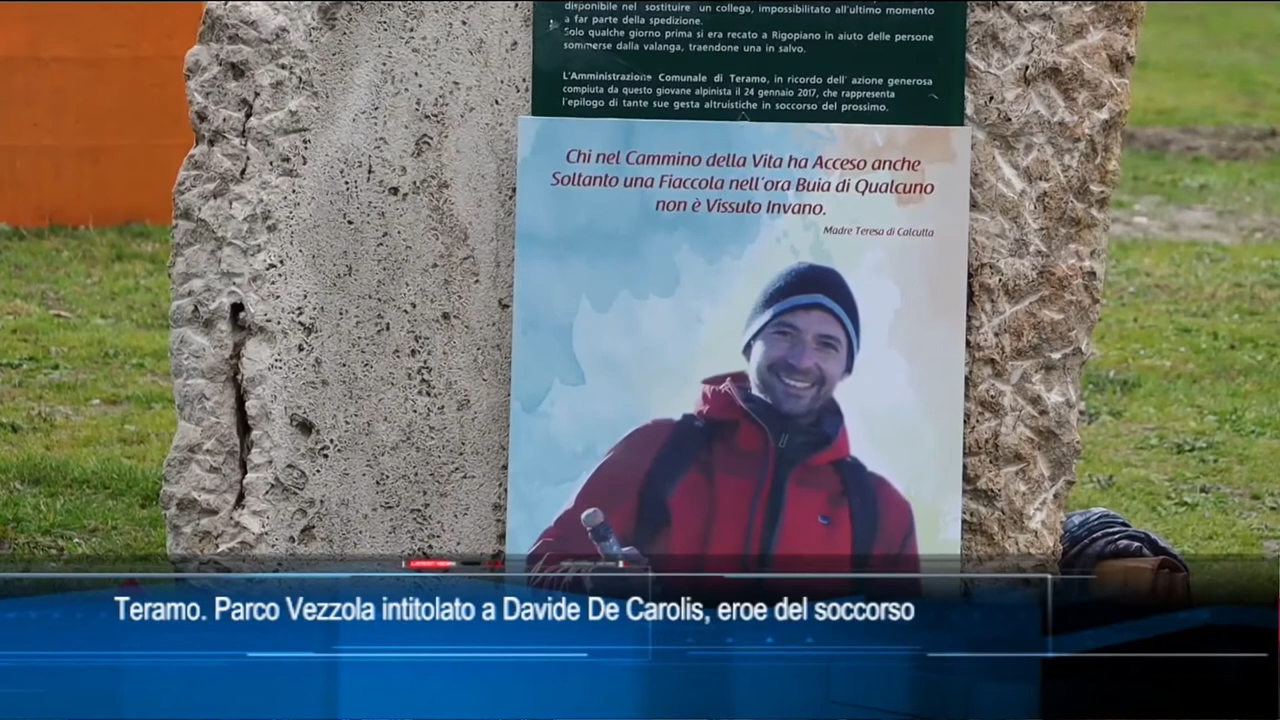 disponibile nel sostituire un collega, impossibilitato all'ultimo momento
a far parte della spedizione.
Solo qualche giorno prima si era recato a Rigopiano in aiuto delle persone
sommerse dalla valanga, traendone una in salvo.
L'Amministrazione Comunale di Teramo, in ricordo dell' azione generosa
compiuta da questo giovane alpinista il 24 gennaio 2017, che rappresenta
l'epilogo di tante sue gesta altruistiche in soccorso del prossimo.
Chi nel Cammino della Vita ha Acceso anche
Soltanto una Fiaccola nell'ora Buia di Qualcuno
non è Vissuto Invano.
Madre Teresa di Calcutta
LATEST NEWS
Teramo. Parco Vezzola intitolato a Davide De Carolis, eroe del soccorso